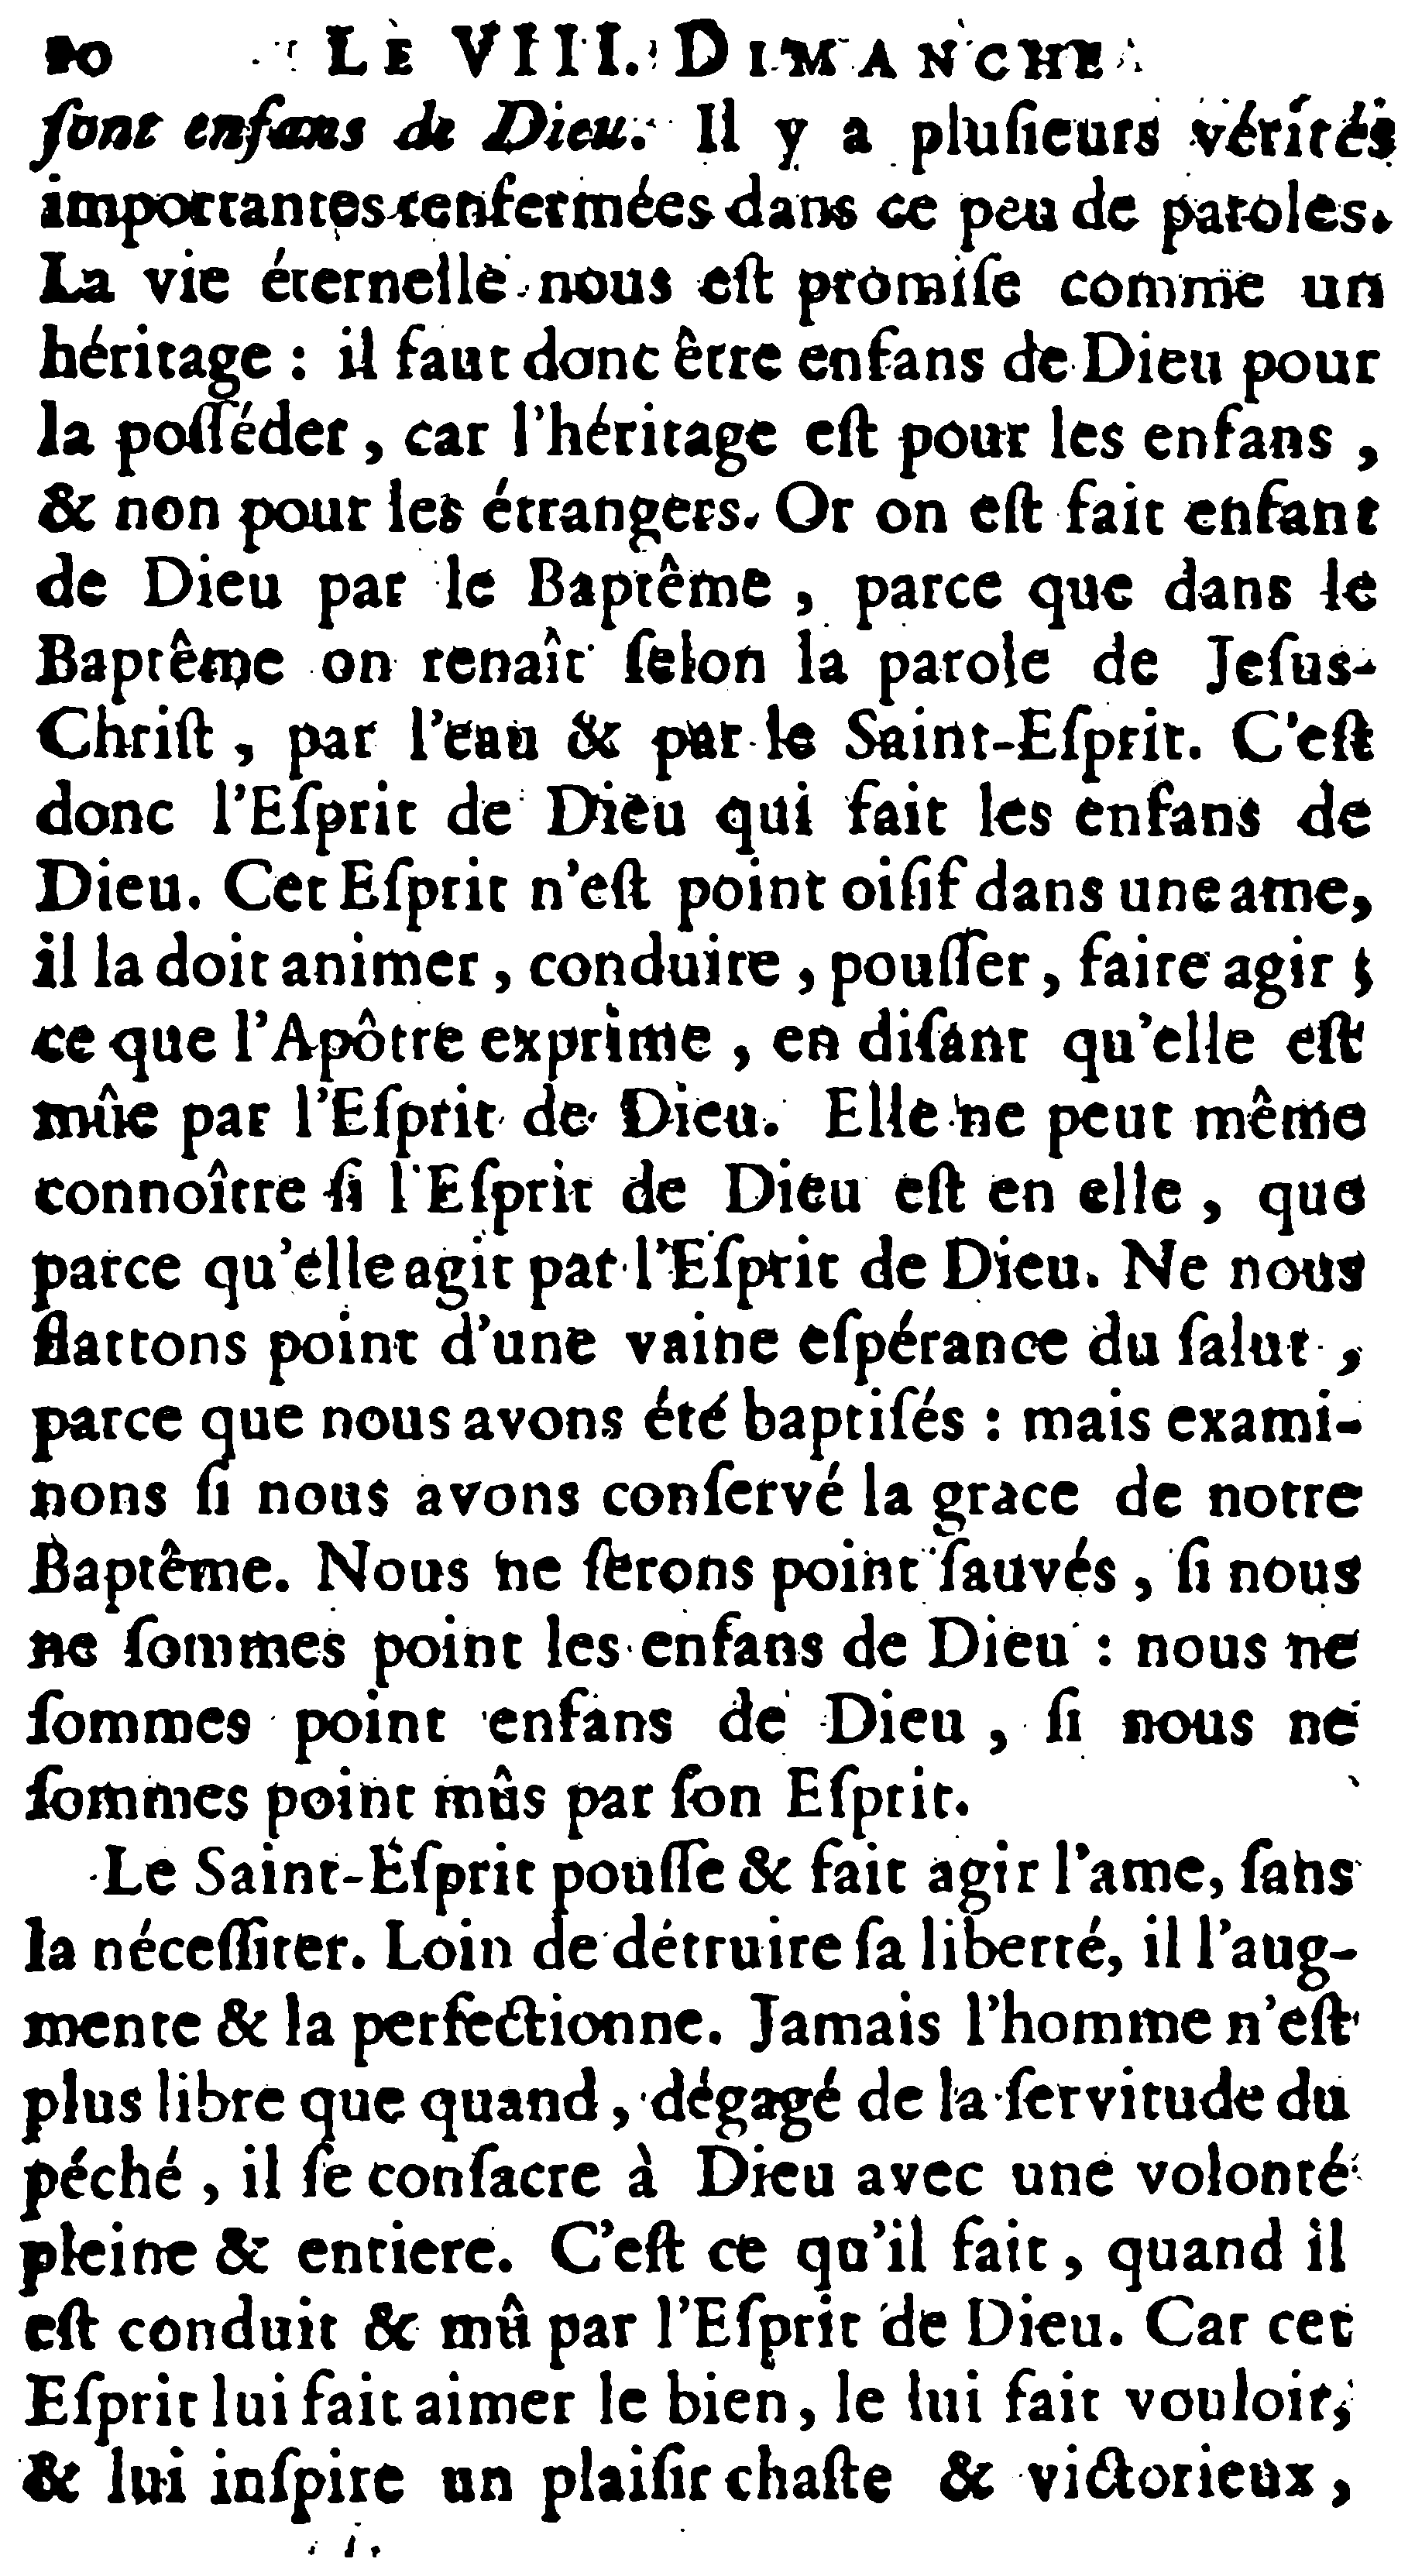 LE VIII. DIMANCHE
ſont enfans de Dieu. Il y a pluſieurs vérités
importantes renfermées dans ce peu de paroles.
La vie éternelle nous eſt promiſe comme un
héritage : il faut donc être enfans de Dieu pour
la poſſéder, car l'héritage eſt pour les enfans,
& non pour les étrangers. Or on eſt fait enfant
de Dieu par le Baptême, parce que dans le
Baptême on renaît ſelon la parole de Jeſus-
Chriſt, par l'eau & par le Saint-Eſprit. C'eſt
donc l'Eſprit de Dieu qui fait les enfans de
Dieu. Cet Eſprit n'eſt point oiſif dans une ame,
il la doit animer, conduire, pouſſer, faire agir ;
ce que l'Apôtre exprime, en diſant qu'elle eſt
mûe par l'Eſprit de Dieu. Elle ne peut même
connoître ſi l'Eſprit de Dieu eſt en elle, que
parce qu'elle agit par l'Eſprit de Dieu. Ne nous
flattons point d'une vaine eſpérance du ſalut,
parce que nous avons été baptiſés : mais exami-
nons ſi nous avons conſervé la grace de notre
Baptême. Nous ne ſerons point ſauvés, ſi nous
ne ſommes point les enfans de Dieu : nous ne
ſommes point enfans de Dieu, ſi nous ne
ſommes point mûs par ſon Eſprit.
Le Saint-Eſprit pouſſe & fait agir l'ame, ſans
la néceſſiter. Loin de détruire ſa liberté, il l'aug-
mente & la perfectionne. Jamais l'homme n'eſt
plus libre que quand, dégagé de la ſervitude du
péché, il ſe conſacre à Dieu avec une volonté
pleine & entiere. C'eſt ce qu'il fait, quand il
eſt conduit & mû par l'Eſprit de Dieu. Car cet
Eſprit lui fait aimer le bien, le lui fait vouloir,
& lui inſpire un plaiſir chaſte & victorieux,